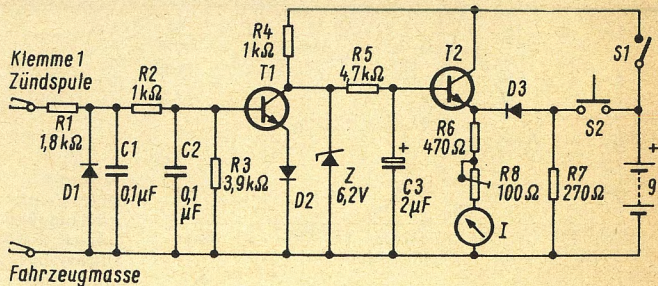 Klemme 1
Zündspule
R1
1,8kΩ
D1
C1
0,1µF
R2
1kΩ
C2
0,1
µF
R3
3,9kΩ
T1
R4
1kΩ
D2
Z
6,2V
R5
4,7kΩ
+
C3
2µF
T2
R6
470Ω
R8
100Ω
I
D3
R7
270Ω
S2
S1
+
9
Fahrzeugmasse